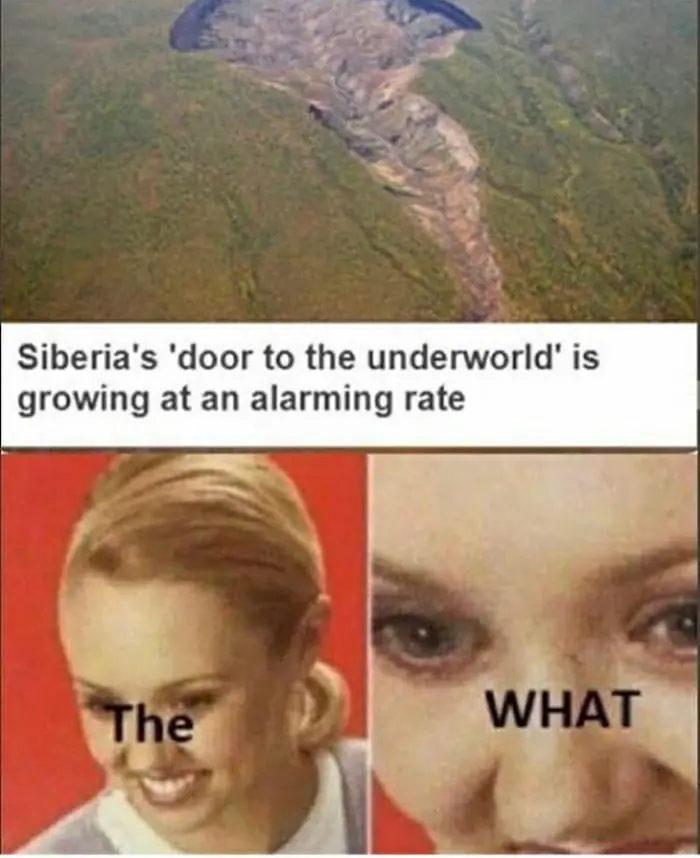 Siberia's 'door to the underworld' is
growing at an alarming rate
The
WHAT